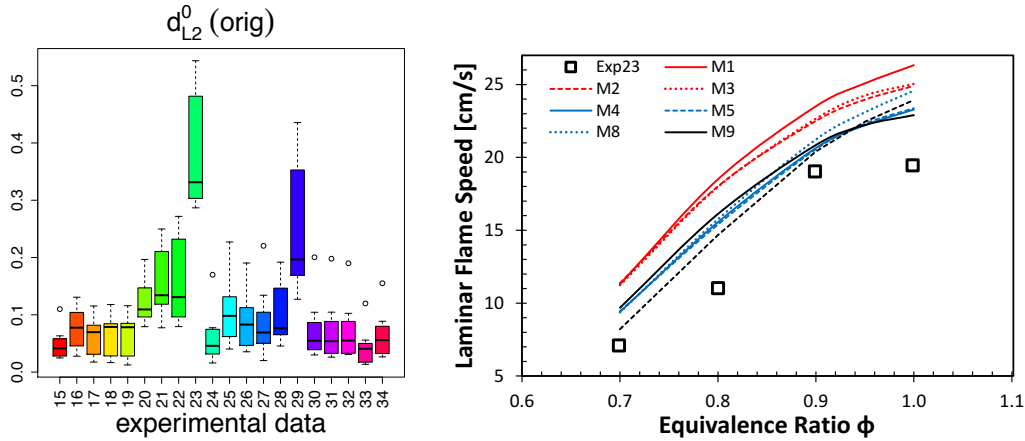 d⁰L2 (orig)
0.5
0.4
0.3
0.2
0.1
0.0
15 16 17 18 19 20 21 22 23 24 25 26 27 28 29 30 31 32 33 34
experimental data
Laminar Flame Speed [cm/s]
25
20
15
10
5
Exp23 M1
M2 M3
M4 M5
M8 M9
0.6 0.7 0.8 0.9 1.0 1.1
Equivalence Ratio ϕ